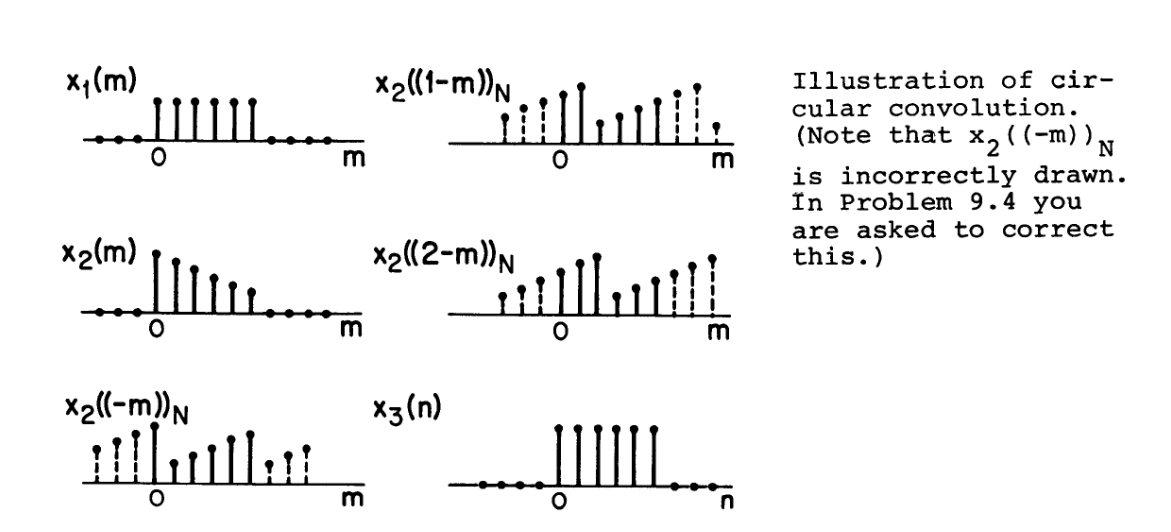 x₁(m)
0
m
x₂((1-m))N
0
m
x₂(m)
0
m
x₂((2-m))N
0
m
x₂((-m))N
0
m
x₃(n)
0
n
Illustration of cir-
cular convolution.
(Note that x₂((-m))N
is incorrectly drawn.
In Problem 9.4 you
are asked to correct
this.)